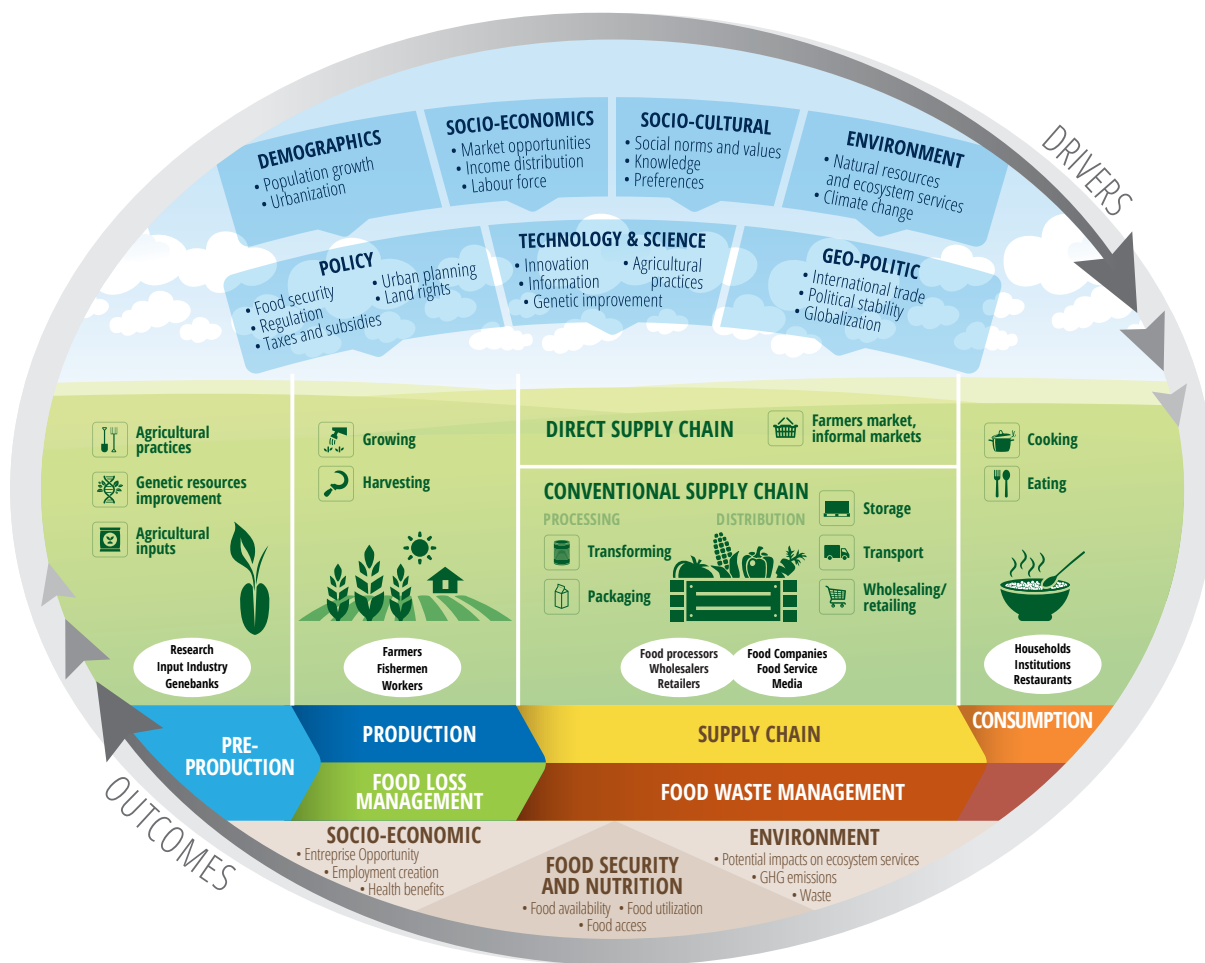 DRIVERS
DEMOGRAPHICS
• Population growth
• Urbanization
SOCIO-ECONOMICS
• Market opportunities
• Income distribution
• Labour force
SOCIO-CULTURAL
• Social norms and values
• Knowledge
• Preferences
ENVIRONMENT
• Natural resources
and ecosystem services
• Climate change
POLICY
• Food security
• Regulation
• Taxes and subsidies
• Urban planning
• Land rights
TECHNOLOGY & SCIENCE
• Innovation
• Information
• Genetic improvement
• Agricultural
practices
GEO-POLITIC
• International trade
• Political stability
• Globalization
Agricultural
practices
Genetic resources
improvement
Agricultural
inputs
Research
Input Industry
Genebanks
Growing
Harvesting
Farmers
Fishermen
Workers
DIRECT SUPPLY CHAIN
Farmers market,
informal markets
CONVENTIONAL SUPPLY CHAIN
PROCESSING
Transforming
Packaging
DISTRIBUTION
Storage
Transport
Wholesaling/
retailing
Food processors
Wholesalers
Retailers
Food Companies
Food Service
Media
Cooking
Eating
Households
Institutions
Restaurants
PRE-
PRODUCTION
PRODUCTION
SUPPLY CHAIN
CONSUMPTION
FOOD LOSS
MANAGEMENT
FOOD WASTE MANAGEMENT
OUTCOMES
SOCIO-ECONOMIC
• Entreprise Opportunity
• Employment creation
• Health benefits
FOOD SECURITY
AND NUTRITION
• Food availability • Food utilization
• Food access
ENVIRONMENT
• Potential impacts on ecosystem services
• GHG emissions
• Waste